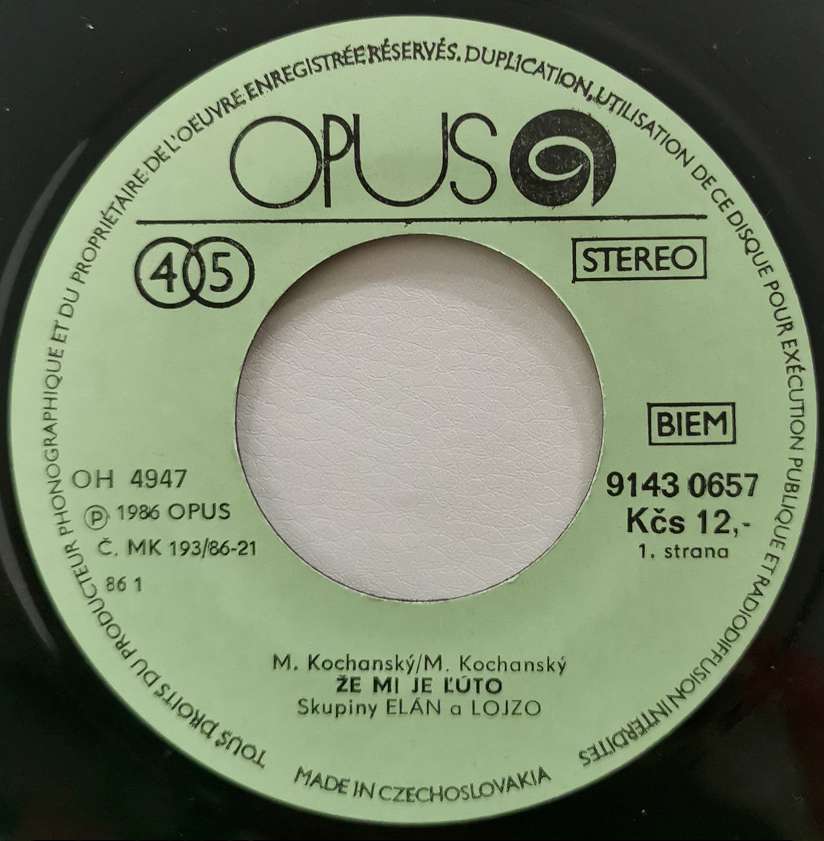 TOUS DROITS DU PRODUCTEUR PHONOGRAPHIQUE ET DU PROPRIÉTAIRE DE L'OEUVRE ENREGISTRÉE RÉSERVÉS. DUPLICATION, UTILISATION DE CE DISQUE POUR EXÉCUTION PUBLIQUE ET RADIODIFFUSION INTERDITES
OPUS
45
STEREO
BIEM
OH 4947
9143 0657
Ⓟ 1986 OPUS
Kčs 12,-
Č. MK 193/86-21
1. strana
86 1
M. Kochanský/M. Kochanský
ŽE MI JE ĽÚTO
Skupiny ELÁN a LOJZO
MADE IN CZECHOSLOVAKIA